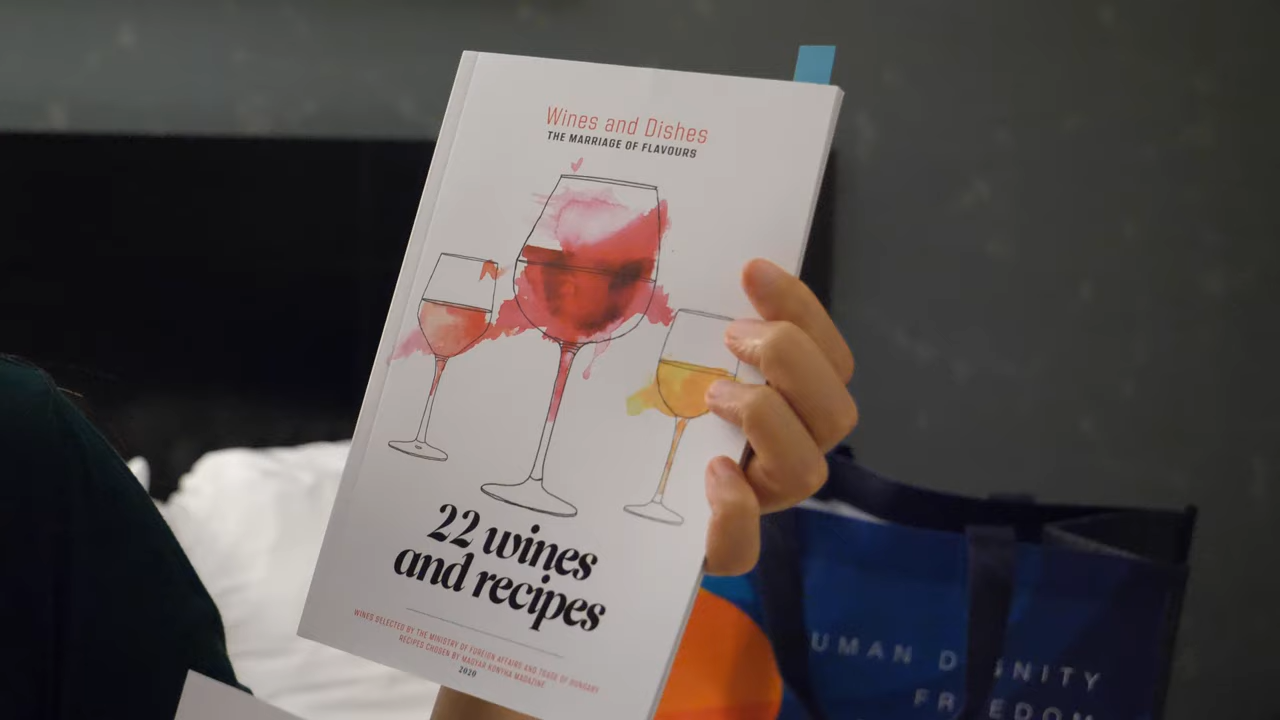 Wines and Dishes
THE MARRIAGE OF FLAVOURS
22 wines
and recipes
WINES SELECTED BY THE MINISTRY OF FOREIGN AFFAIRS AND TRADE OF HUNGARY
RECIPES CHOSEN BY MAGYAR KONYHA MAGAZINE
2020
UMAN D NITY
FR EDOM